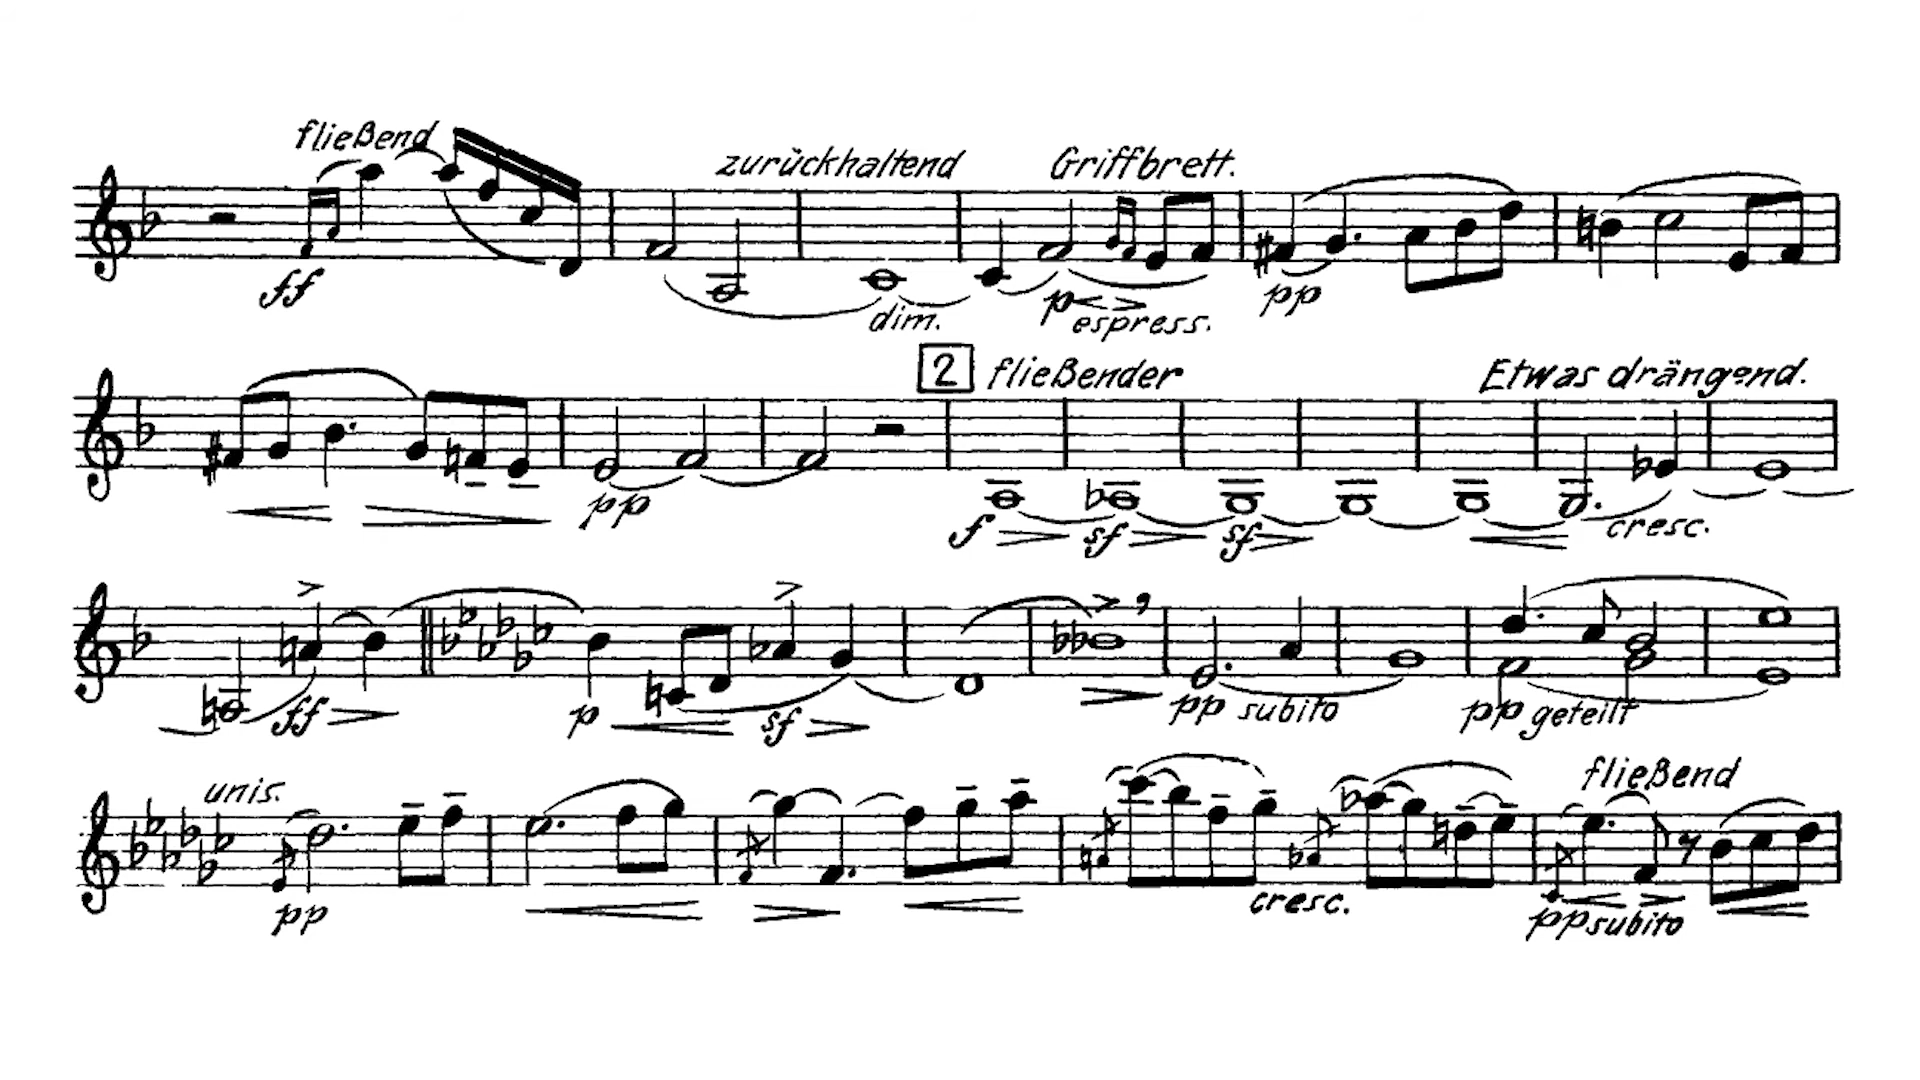 fließend
zurückhaltend
Griffbrett.
ff
dim.
p
espress.
pp
2
fließender
Etwas drängend.
pp
f
sf
sf
cresc.
ff
p
sf
pp subito
pp geteilt
unis.
fließend
pp
cresc.
pp subito